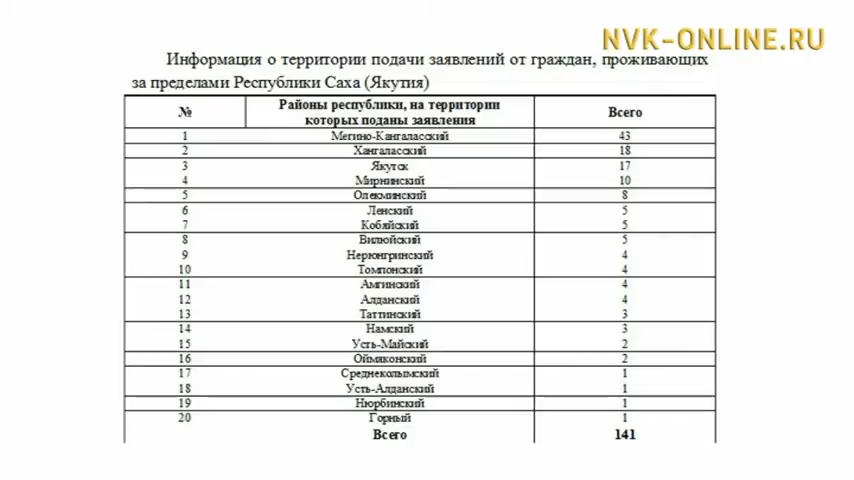 NVK-ONLINE.RU
Информация о территории подачи заявлений от граждан, проживающих
за пределами Республики Саха (Якутия)
№ Районы республики, на территории которых поданы заявления Всего
1 Мегино-Кангаласский 43
2 Хангаласский 18
3 Якутск 17
4 Мирнинский 10
5 Олекминский 8
6 Ленский 5
7 Кобяйский 5
8 Вилюйский 5
9 Нерюнгринский 4
10 Томпонский 4
11 Амгинский 4
12 Алданский 4
13 Таттинский 3
14 Намский 3
15 Усть-Майский 2
16 Оймяконский 2
17 Среднеколымский 1
18 Усть-Алданский 1
19 Нюрбинский 1
20 Горный 1
Всего 141